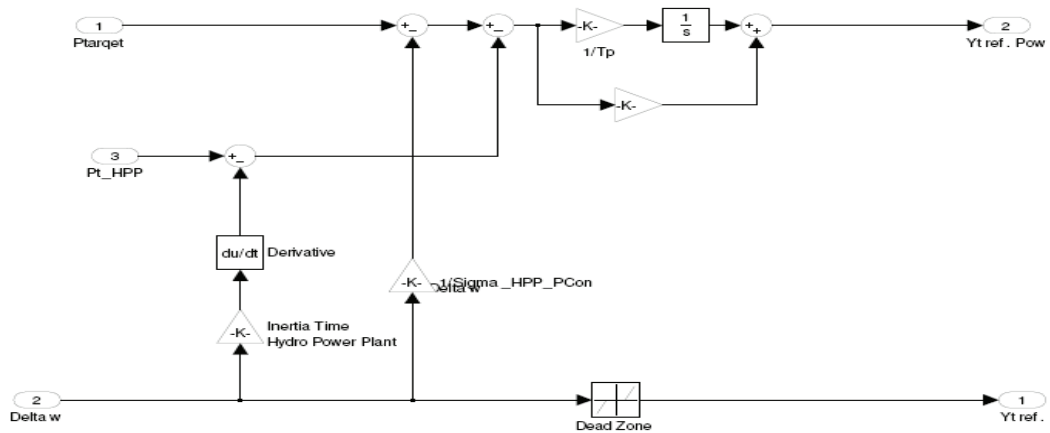 1
Ptarqet
+
-
+
-
-K-
1/Tp
1
s
+
+
2
Yt ref. Pow
-K-
3
Pt_HPP
+
-
du/dt
Derivative
-K-
1/Sigma _HPP_PCon
Delta w
-K-
Inertia Time
Hydro Power Plant
2
Delta w
Dead Zone
1
Yt ref.